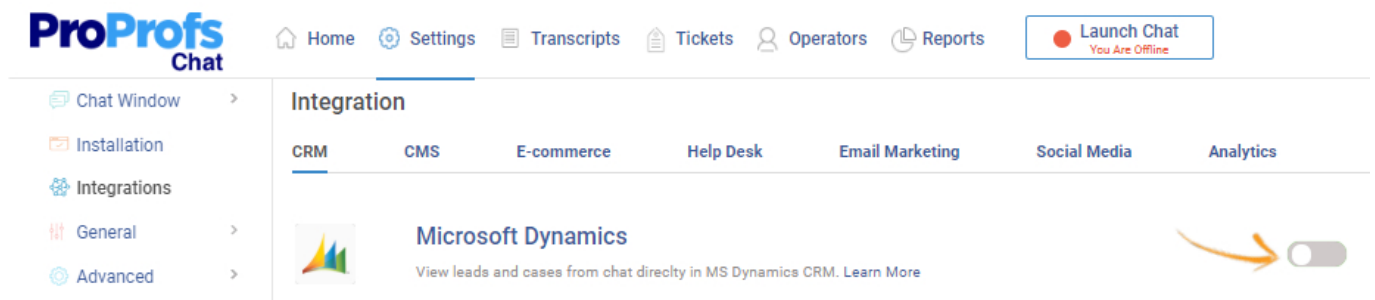 ProProfs
Chat
Home Settings Transcripts Tickets Operators Reports Launch Chat
You Are Offline
Chat Window
Installation
Integrations
General
Advanced
Integration
CRM CMS E-commerce Help Desk Email Marketing Social Media Analytics
Microsoft Dynamics
View leads and cases from chat direclty in MS Dynamics CRM. Learn More